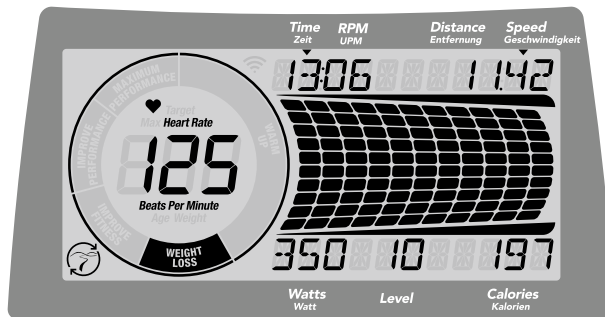 Time RPM Distance Speed
Zeit UPM Entfernung Geschwindigkeit
13:06 11.42
MAXIMUM
PERFORMANCE
IMPROVE
PERFORMANCE
IMPROVE
FITNESS
WARM
UP
Target
Max Heart Rate
125
Beats Per Minute
Age Weight
WEIGHT
LOSS
350 10 197
Watts Level Calories
Watt Kalorien